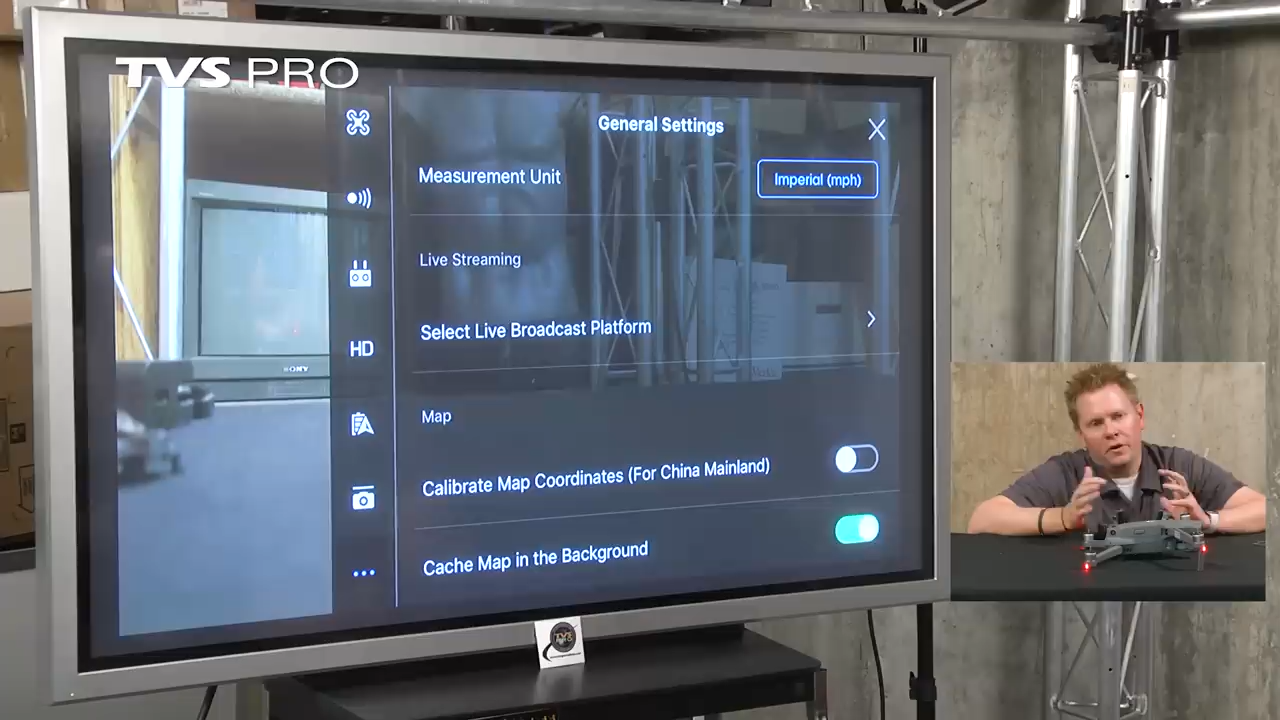 TVS PRO
General Settings
Measurement Unit
Imperial (mph)
Live Streaming
HD
SONY
Select Live Broadcast Platform
Map
Calibrate Map Coordinates (For China Mainland)
Cache Map in the Background
TVS